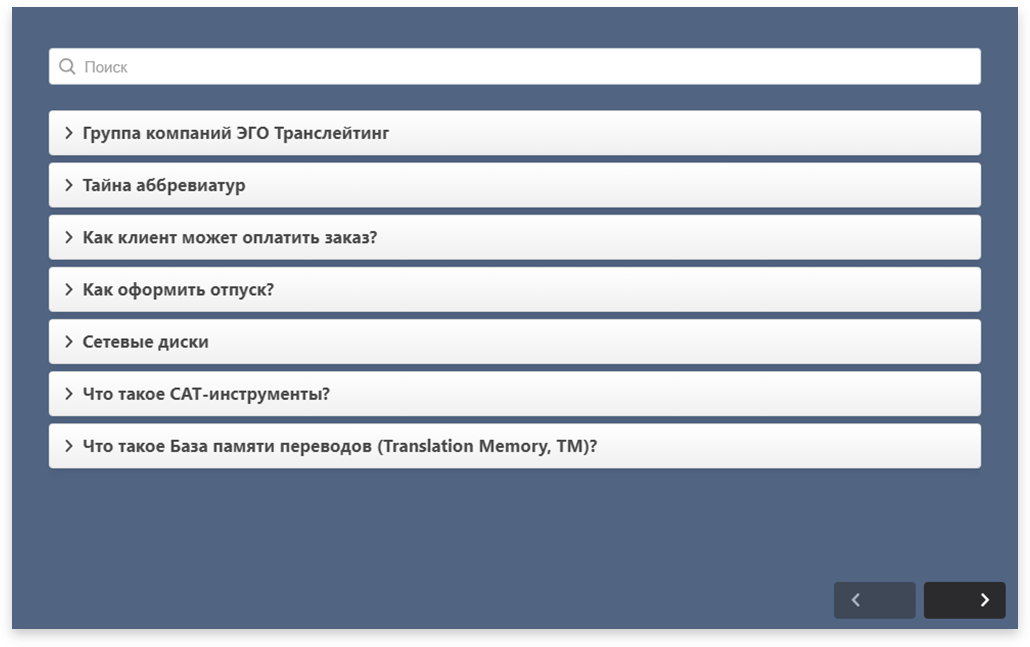 Поиск
Группа компаний ЭГО Транслейтинг
Тайна аббревиатур
Как клиент может оплатить заказ?
Как оформить отпуск?
Сетевые диски
Что такое CAT-инструменты?
Что такое База памяти переводов (Translation Memory, TM)?